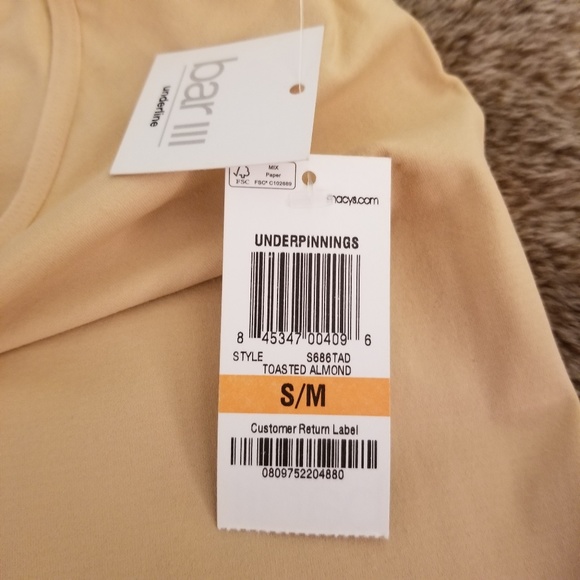 bar III
underline
MIX
Paper
FSC
FSC® C102889
macys.com
UNDERPINNINGS
8 45347 00409 6
STYLE S686TAD
TOASTED ALMOND
S/M
Customer Return Label
0809752204880